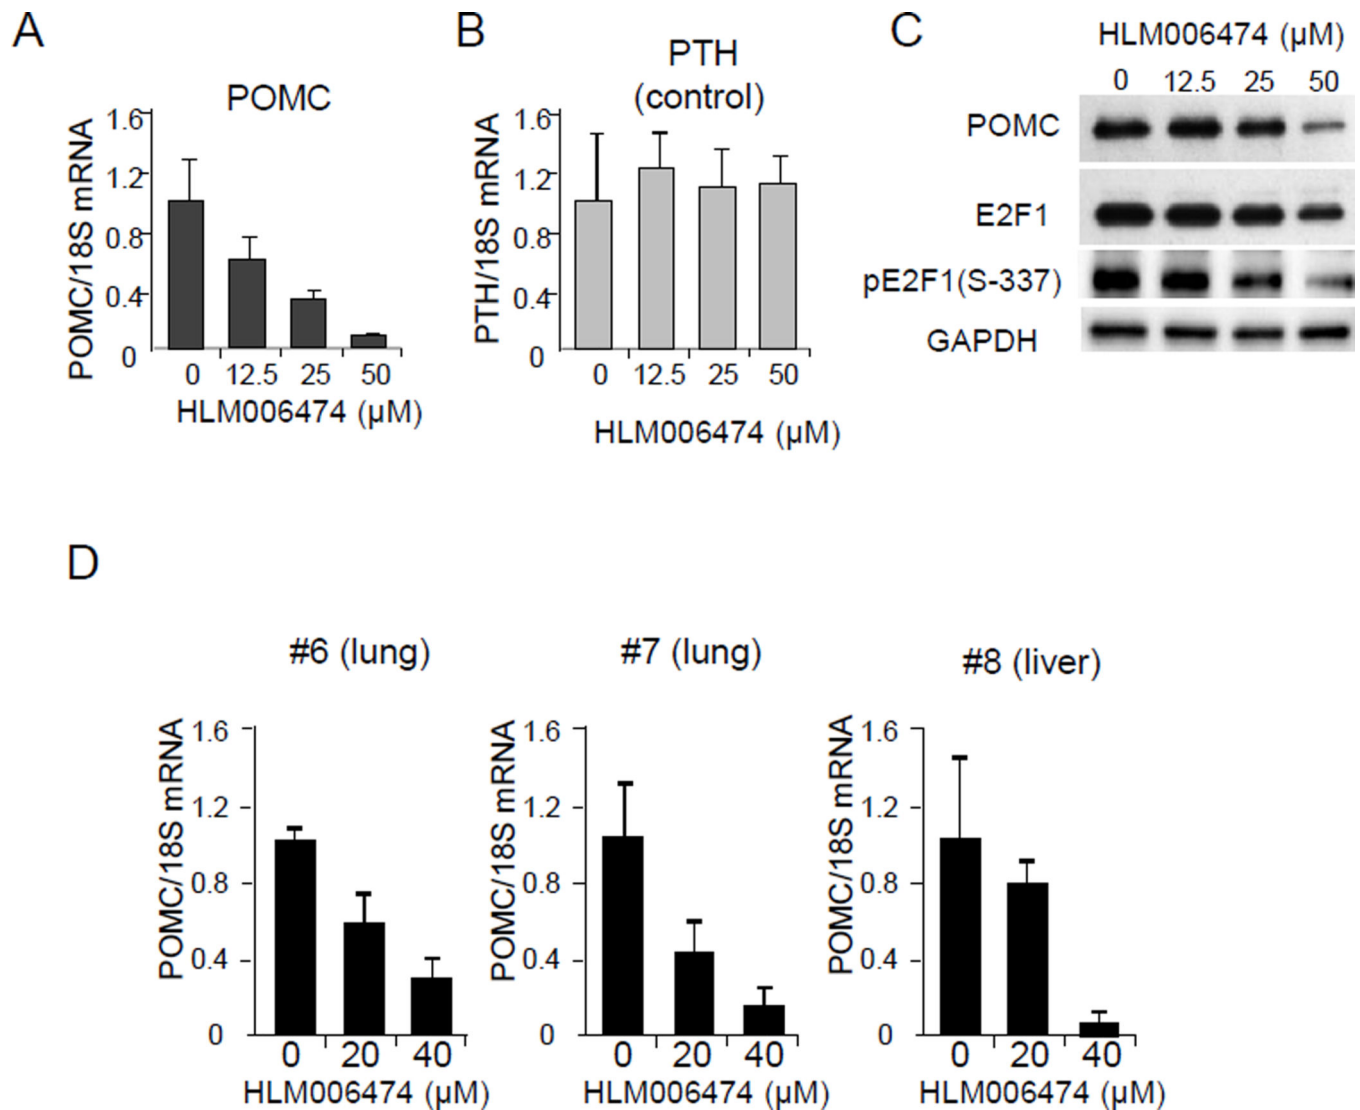 A
POMC
POMC/18S mRNA
1.6
1.2
0.8
0.4
0
0 12.5 25 50
HLM006474 (µM)
B
PTH
(control)
PTH/18S mRNA
1.6
1.2
0.8
0.4
0
0 12.5 25 50
HLM006474 (µM)
C
HLM006474 (µM)
0 12.5 25 50
POMC
E2F1
pE2F1(S-337)
GAPDH
D
#6 (lung)
POMC/18S mRNA
1.6
1.2
0.8
0.4
0
0 20 40
HLM006474 (µM)
#7 (lung)
POMC/18S mRNA
1.6
1.2
0.8
0.4
0
0 20 40
HLM006474 (µM)
#8 (liver)
POMC/18S mRNA
1.6
1.2
0.8
0.4
0
0 20 40
HLM006474 (µM)